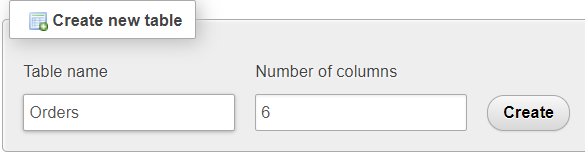 Create new table
Table name Number of columns
Orders 6 Create